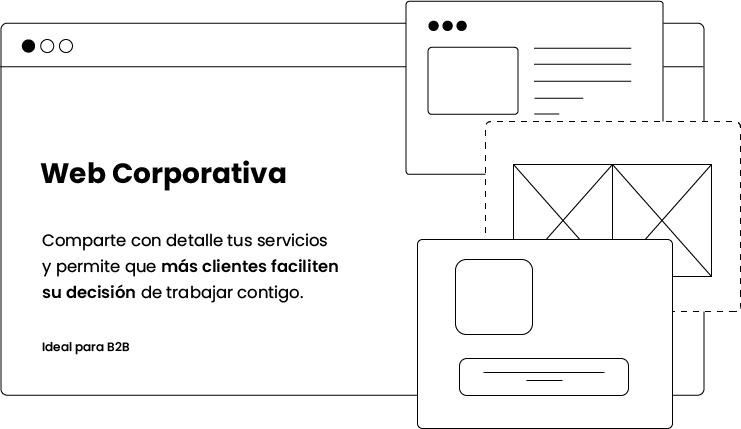 Web Corporativa
Comparte con detalle tus servicios
y permite que más clientes faciliten
su decisión de trabajar contigo.
Ideal para B2B